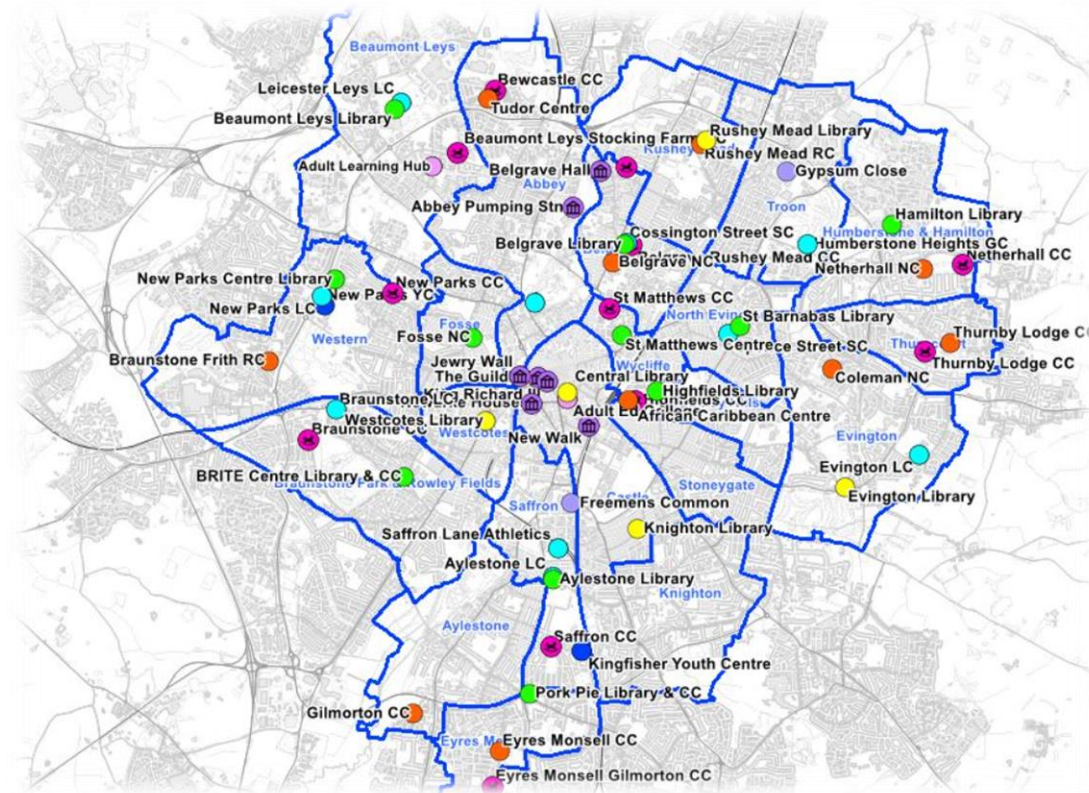 Beaumont Leys
Bewcastle CC
Leicester Leys LC
Tudor Centre
Beaumont Leys Library
Rushey Mead Library
Beaumont Leys Stocking Farm
Rushey Mead RC
Adult Learning Hub
Belgrave Hall
Gypsum Close
Abbey
Abbey Pumping Stn
Troon
Hamilton Library
Cossington Street SC
Humberstone & Hamilton
Belgrave Library
Humberstone Heights GC
Rushey Mead CC
Netherhall CC
Belgrave NC
Netherhall NC
New Parks Centre Library
New Parks CC
New Parks YC
St Matthews CC
New Parks LC
North Evington
St Barnabas Library
Fosse
Western
Fosse NC
St Matthews Centre
ce Street SC
Thurnby Lodge C
Braunstone Frith RC
Jewry Wall
Wycliffe
Thurnby Lodge CC
The Guild
Central Library
Coleman NC
King Richard
Highfields Library
Braunstone
Adult Ed
African Caribbean Centre
Westcotes Library
Braunstone CC
Westcotes
New Walk
Evington
Evington LC
BRITE Centre Library & CC
Braunstone Park & Rowley Fields
Stoneygate
Evington Library
Saffron
Freemens Common
Castle
Knighton Library
Saffron Lane Athletics
Aylestone LC
Aylestone Library
Knighton
Aylestone
Saffron CC
Kingfisher Youth Centre
Pork Pie Library & CC
Gilmorton CC
Eyres M
Eyres Monsell CC
Eyres Monsell Gilmorton CC